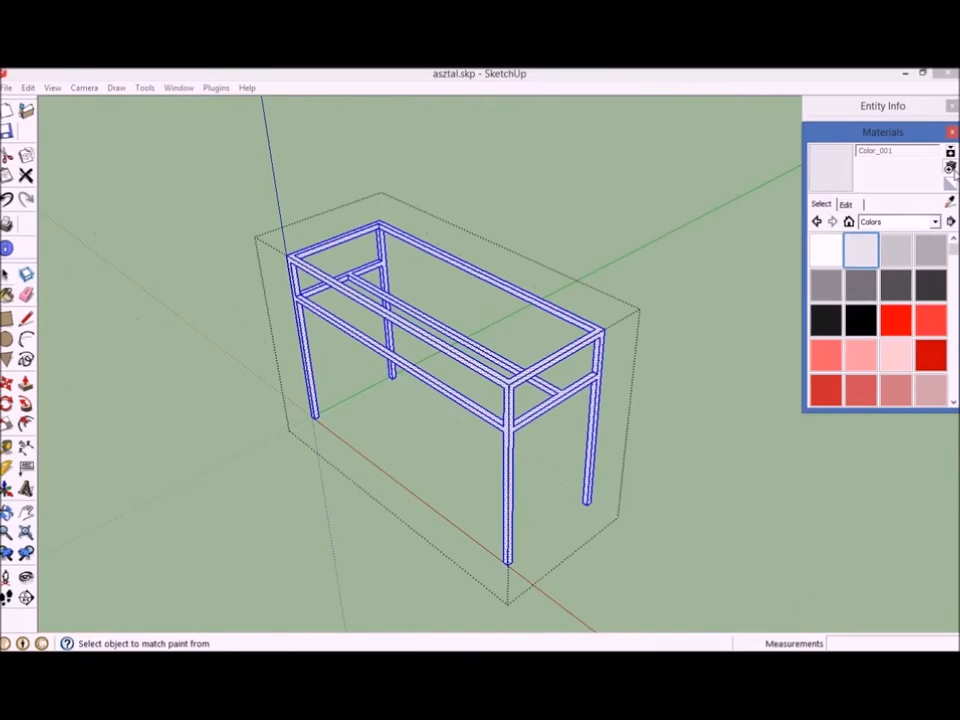 asztal.skp - SketchUp
File Edit View Camera Draw Tools Window Plugins Help
Entity Info
Materials
Color_001
Select Edit
Colors
Select object to match paint from
Measurements